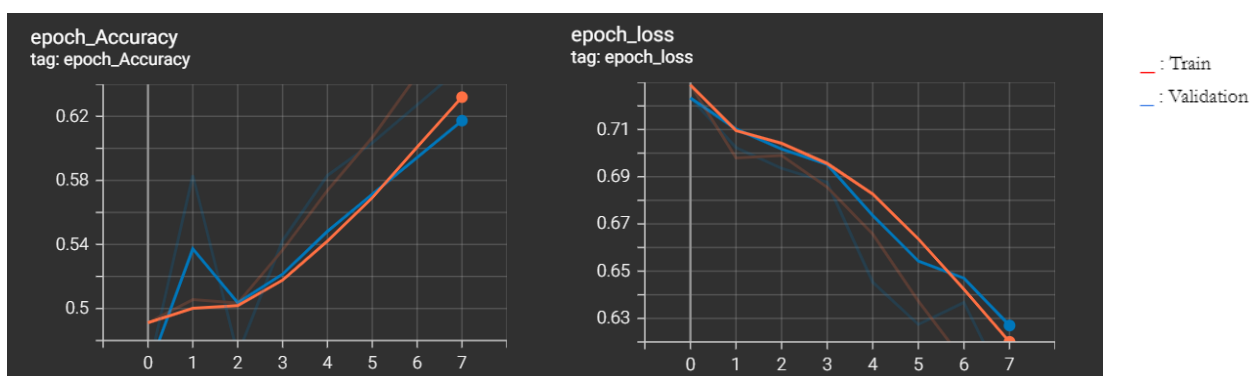 epoch_Accuracy
tag: epoch_Accuracy
0.62
0.58
0.54
0.5
0 1 2 3 4 5 6 7
epoch_loss
tag: epoch_loss
0.71
0.69
0.67
0.65
0.63
0 1 2 3 4 5 6 7
: Train
: Validation